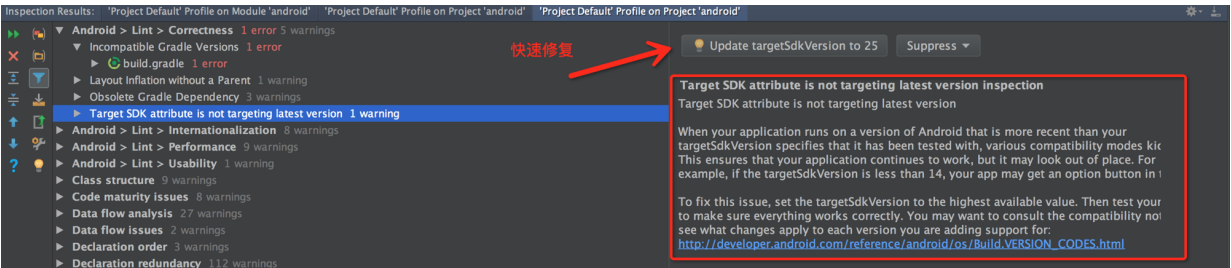 Inspection Results: 'Project Default' Profile on Module 'android' 'Project Default' Profile on Project 'android' 'Project Default' Profile on Project 'android'
Android > Lint > Correctness 1 error 5 warnings
Incompatible Gradle Versions 1 error
build.gradle 1 error
Layout Inflation without a Parent 1 warning
Obsolete Gradle Dependency 3 warnings
Target SDK attribute is not targeting latest version 1 warning
Android > Lint > Internationalization 8 warnings
Android > Lint > Performance 9 warnings
Android > Lint > Usability 1 warning
Class structure 9 warnings
Code maturity issues 8 warnings
Data flow analysis 27 warnings
Data flow issues 2 warnings
Declaration order 3 warnings
Declaration redundancy 112 warnings
快速修复
Update targetSdkVersion to 25 Suppress
Target SDK attribute is not targeting latest version inspection
Target SDK attribute is not targeting latest version
When your application runs on a version of Android that is more recent than your
targetSdkVersion specifies that it has been tested with, various compatibility modes kic
This ensures that your application continues to work, but it may look out of place. For
example, if the targetSdkVersion is less than 14, your app may get an option button in t
To fix this issue, set the targetSdkVersion to the highest available value. Then test your
to make sure everything works correctly. You may want to consult the compatibility not
see what changes apply to each version you are adding support for:
http://developer.android.com/reference/android/os/Build.VERSION_CODES.html